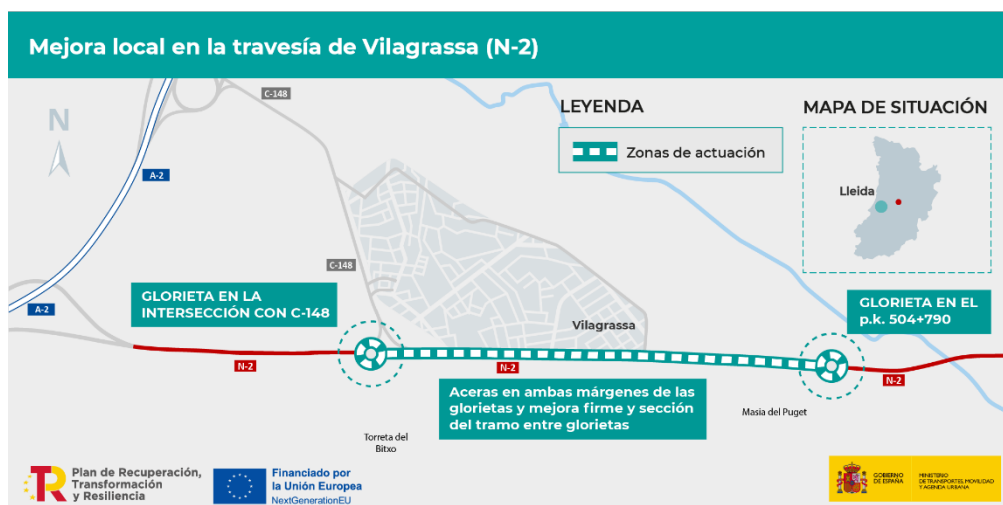 Mejora local en la travesía de Vilagrassa (N-2)
C-148
LEYENDA
Zonas de actuación
MAPA DE SITUACIÓN
Lleida
N
A-2
C-148
A-2
GLORIETA EN LA
INTERSECCIÓN CON C-148
Vilagrassa
GLORIETA EN EL
p.k. 504+790
N-2
N-2
N-2
Aceras en ambas márgenes de las
glorietas y mejora firme y sección
del tramo entre glorietas
Masia del Puget
Torreta del
Bitxo
Plan de Recuperación,
Transformación
y Resiliencia
Financiado por
la Unión Europea
NextGenerationEU
GOBIERNO
DE ESPAÑA
MINISTERIO
DE TRANSPORTES, MOVILIDAD
Y AGENDA URBANA